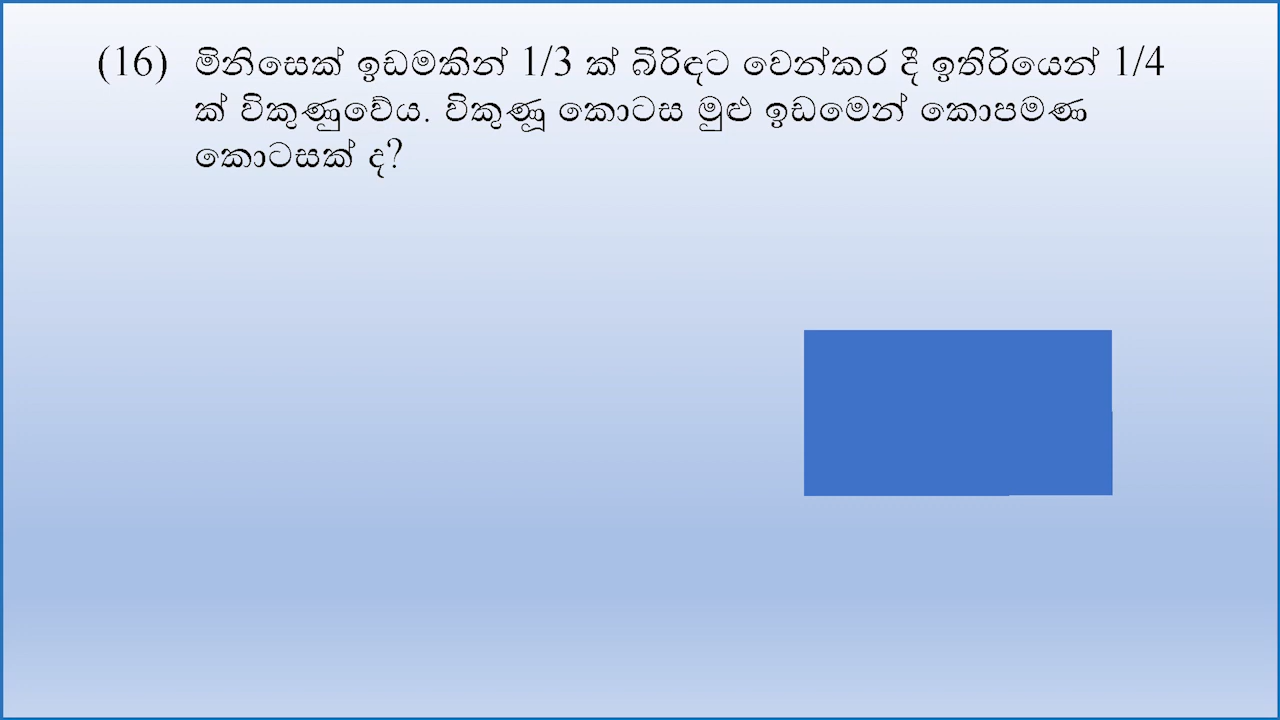 (16) මිනිසෙක් ඉඩමකින් 1/3 ක් බිරිඳට වෙන්කර දී ඉතිරියෙන් 1/4
ක් විකුණුවේය. විකුණූ කොටස මුළු ඉඩමෙන් කොපමණ
කොටසක් ද?